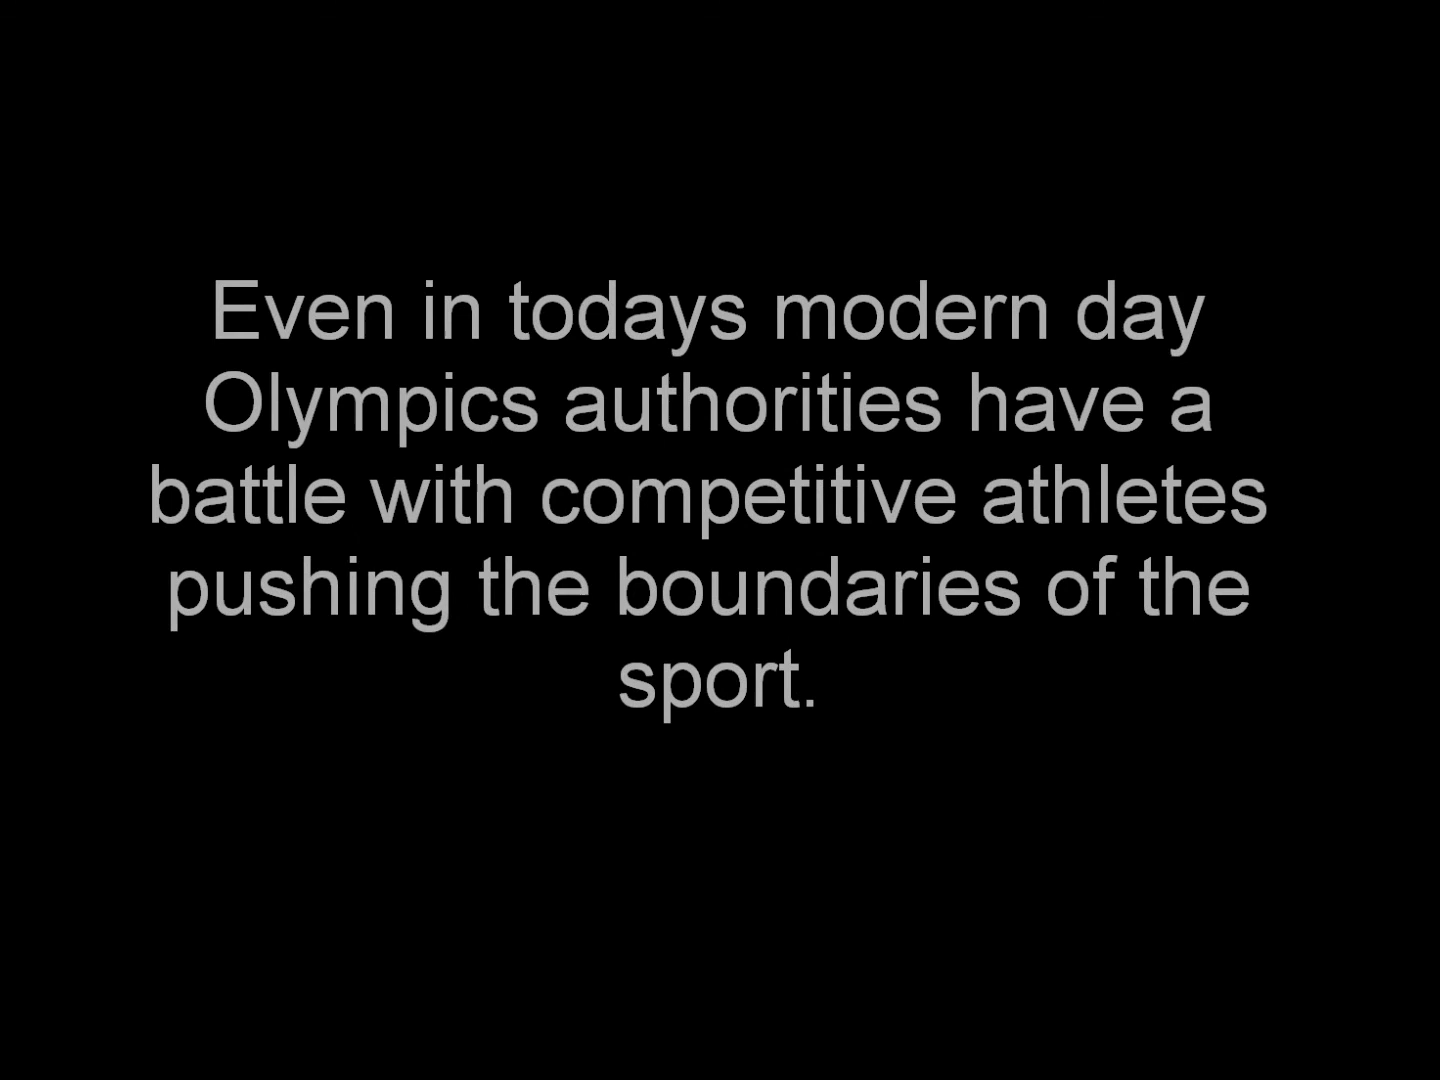 Even in todays modern day
Olympics authorities have a
battle with competitive athletes
pushing the boundaries of the
sport.